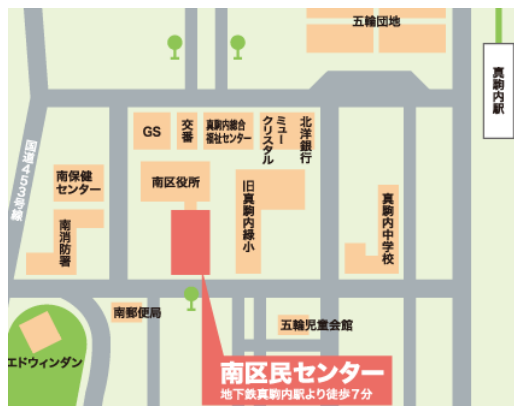 五輪団地
真駒内駅
国道453号線
GS
交番
真駒内総合
福祉センター
ミュー
クリスタル
北洋銀行
南保健
センター
南区役所
旧真駒内緑小
真駒内中学校
南消防署
南郵便局
五輪児童会館
エドウィンダン
南区民センター
地下鉄真駒内駅より徒歩7分